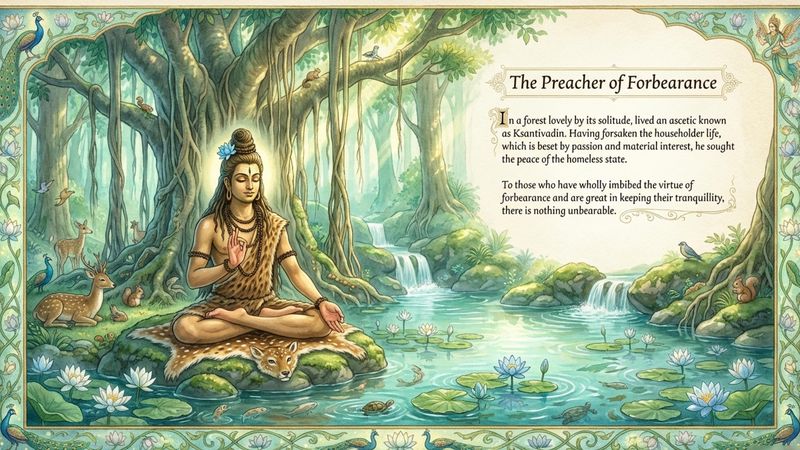 The Preacher of Forbearance
In a forest lovely by its solitude, lived an ascetic known
as Ksantivadin. Having forsaken the householder life,
which is beset by passion and material interest, he sought
the peace of the homeless state.
To those who have wholly imbibed the virtue of
forbearance and are great in keeping their tranquillity,
there is nothing unbearable.